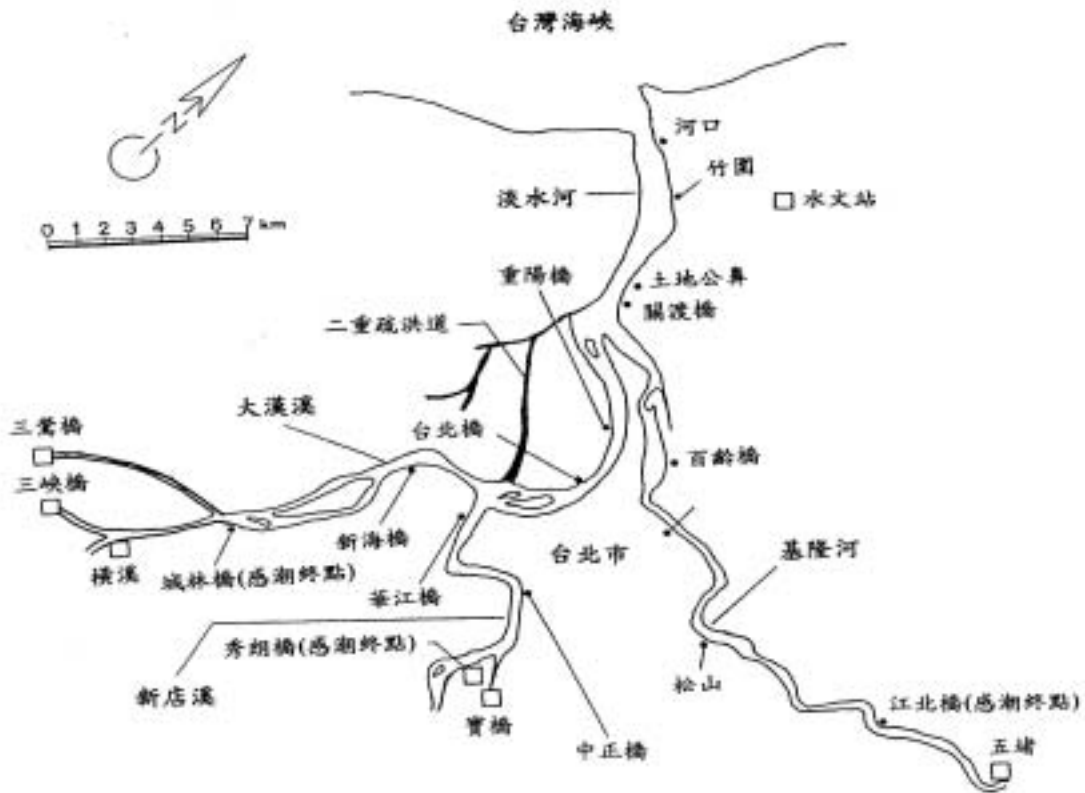 台灣海峽
N
河口
竹圍
淡水河
水文站
0 1 2 3 4 5 6 7 km
重陽橋
土地公鼻
關渡橋
二重疏洪道
大漢溪
三鶯橋
台北橋
百齡橋
三峽橋
新海橋
台北市
基隆河
橫溪
城林橋(感潮終點)
華江橋
秀朗橋(感潮終點)
新店溪
松山
江北橋(感潮終點)
寶橋
中正橋
五堵